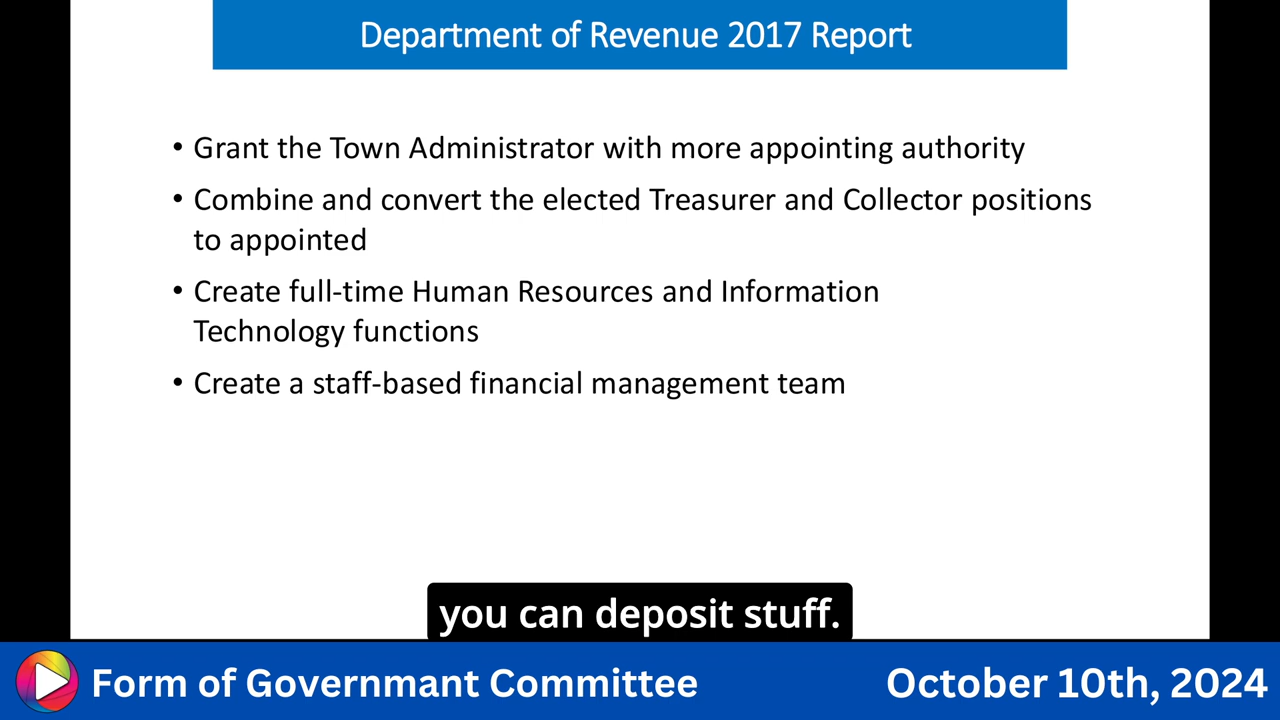 Department of Revenue 2017 Report
• Grant the Town Administrator with more appointing authority
• Combine and convert the elected Treasurer and Collector positions
to appointed
• Create full-time Human Resources and Information
Technology functions
• Create a staff-based financial management team
you can deposit stuff.
Form of Governmant Committee
October 10th, 2024